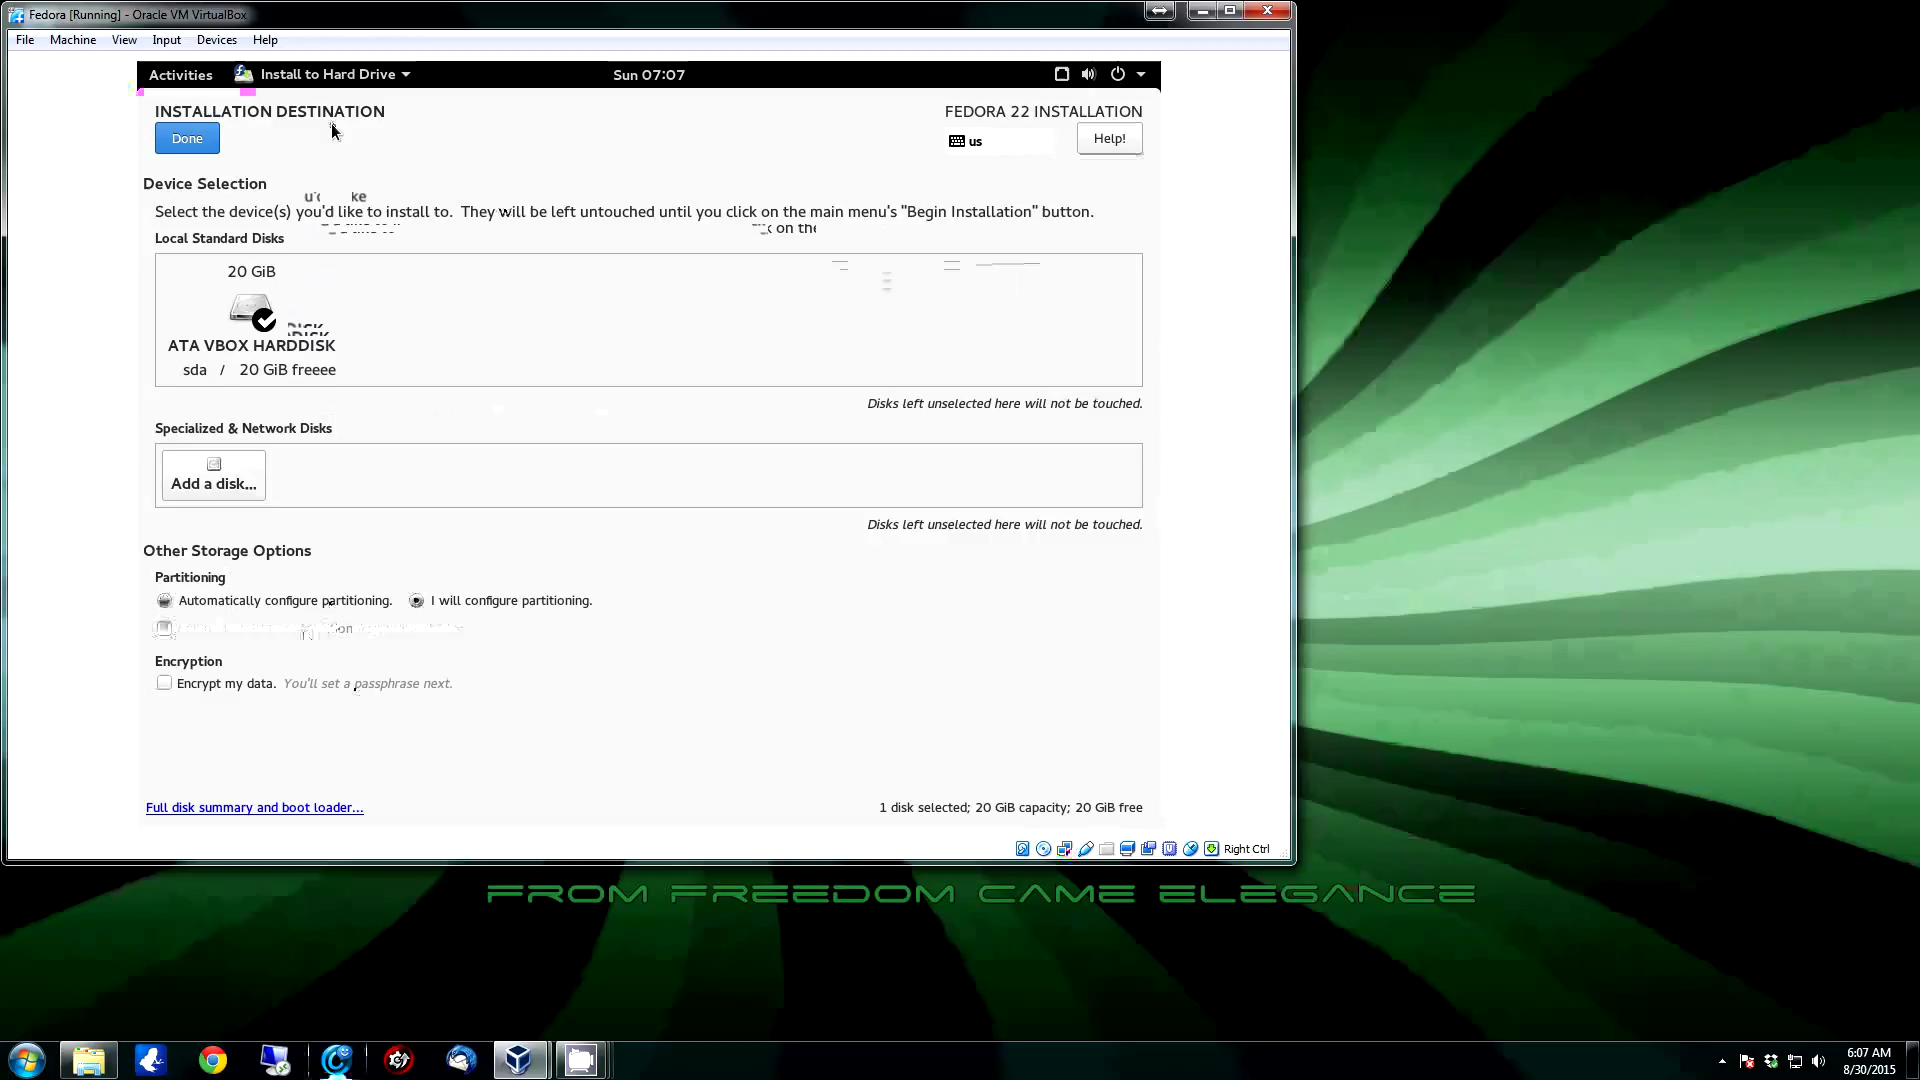 Fedora [Running] - Oracle VM VirtualBox
File Machine View Input Devices Help
Activities Install to Hard Drive Sun 07:07
INSTALLATION DESTINATION FEDORA 22 INSTALLATION
Done us Help!
Device Selection
Select the device(s) you'd like to install to. They will be left untouched until you click on the main menu's "Begin Installation" button.
Local Standard Disks
20 GiB
ATA VBOX HARDDISK
sda / 20 GiB freeee
Disks left unselected here will not be touched.
Specialized & Network Disks
Add a disk...
Disks left unselected here will not be touched.
Other Storage Options
Partitioning
Automatically configure partitioning. I will configure partitioning.
Encryption
Encrypt my data. You'll set a passphrase next.
Full disk summary and boot loader... 1 disk selected; 20 GiB capacity; 20 GiB free
Right Ctrl
FROM FREEDOM CAME ELEGANCE
6:07 AM
8/30/2015